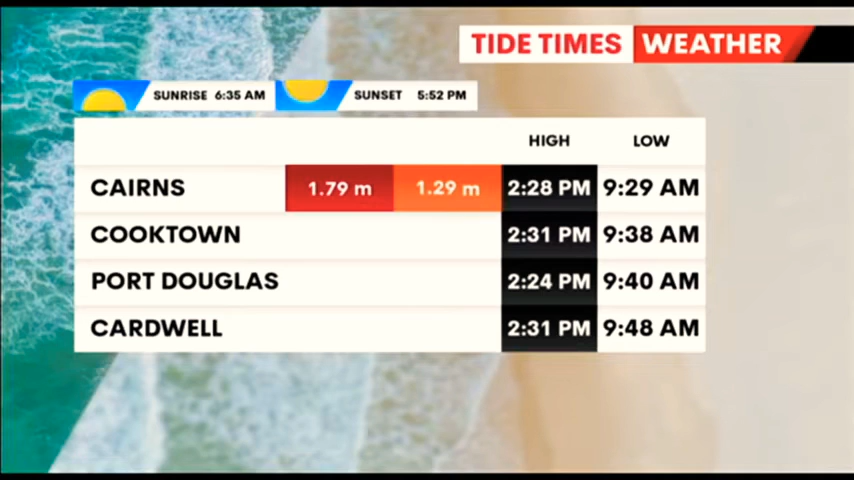 TIDE TIMES WEATHER
SUNRISE 6:35 AM SUNSET 5:52 PM
HIGH LOW
CAIRNS 1.79 m 1.29 m 2:28 PM 9:29 AM
COOKTOWN 2:31 PM 9:38 AM
PORT DOUGLAS 2:24 PM 9:40 AM
CARDWELL 2:31 PM 9:48 AM